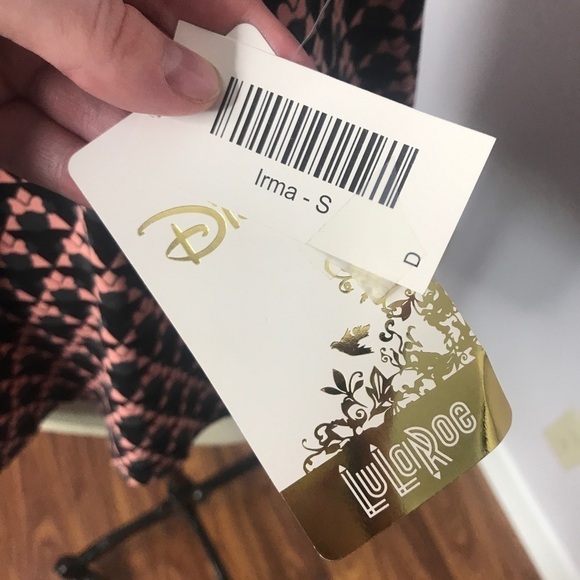 Irma - S
D
LuLaRoe